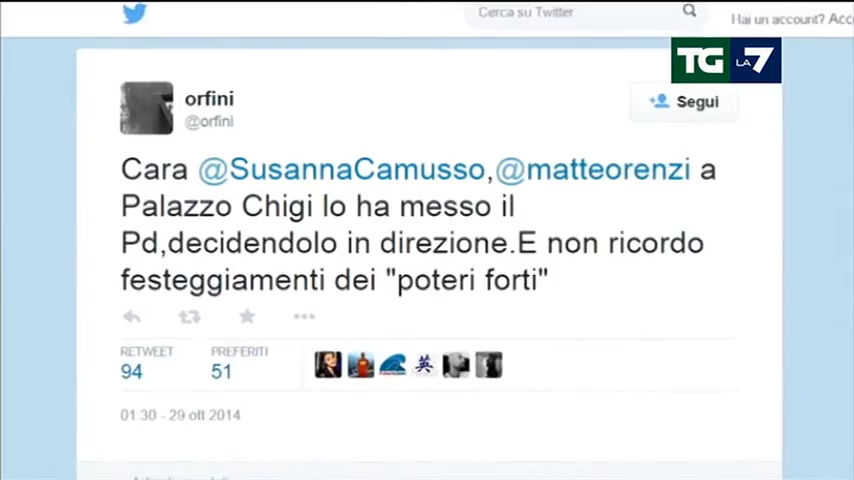 Cerca su Twitter
Hai un account? Acc
TG LA7
orfini
@orfini
Segui
Cara @SusannaCamusso,@matteorenzi a
Palazzo Chigi lo ha messo il
Pd,decidendolo in direzione.E non ricordo
festeggiamenti dei "poteri forti"
RETWEET PREFERITI
94 51
英
01:30 - 29 ott 2014